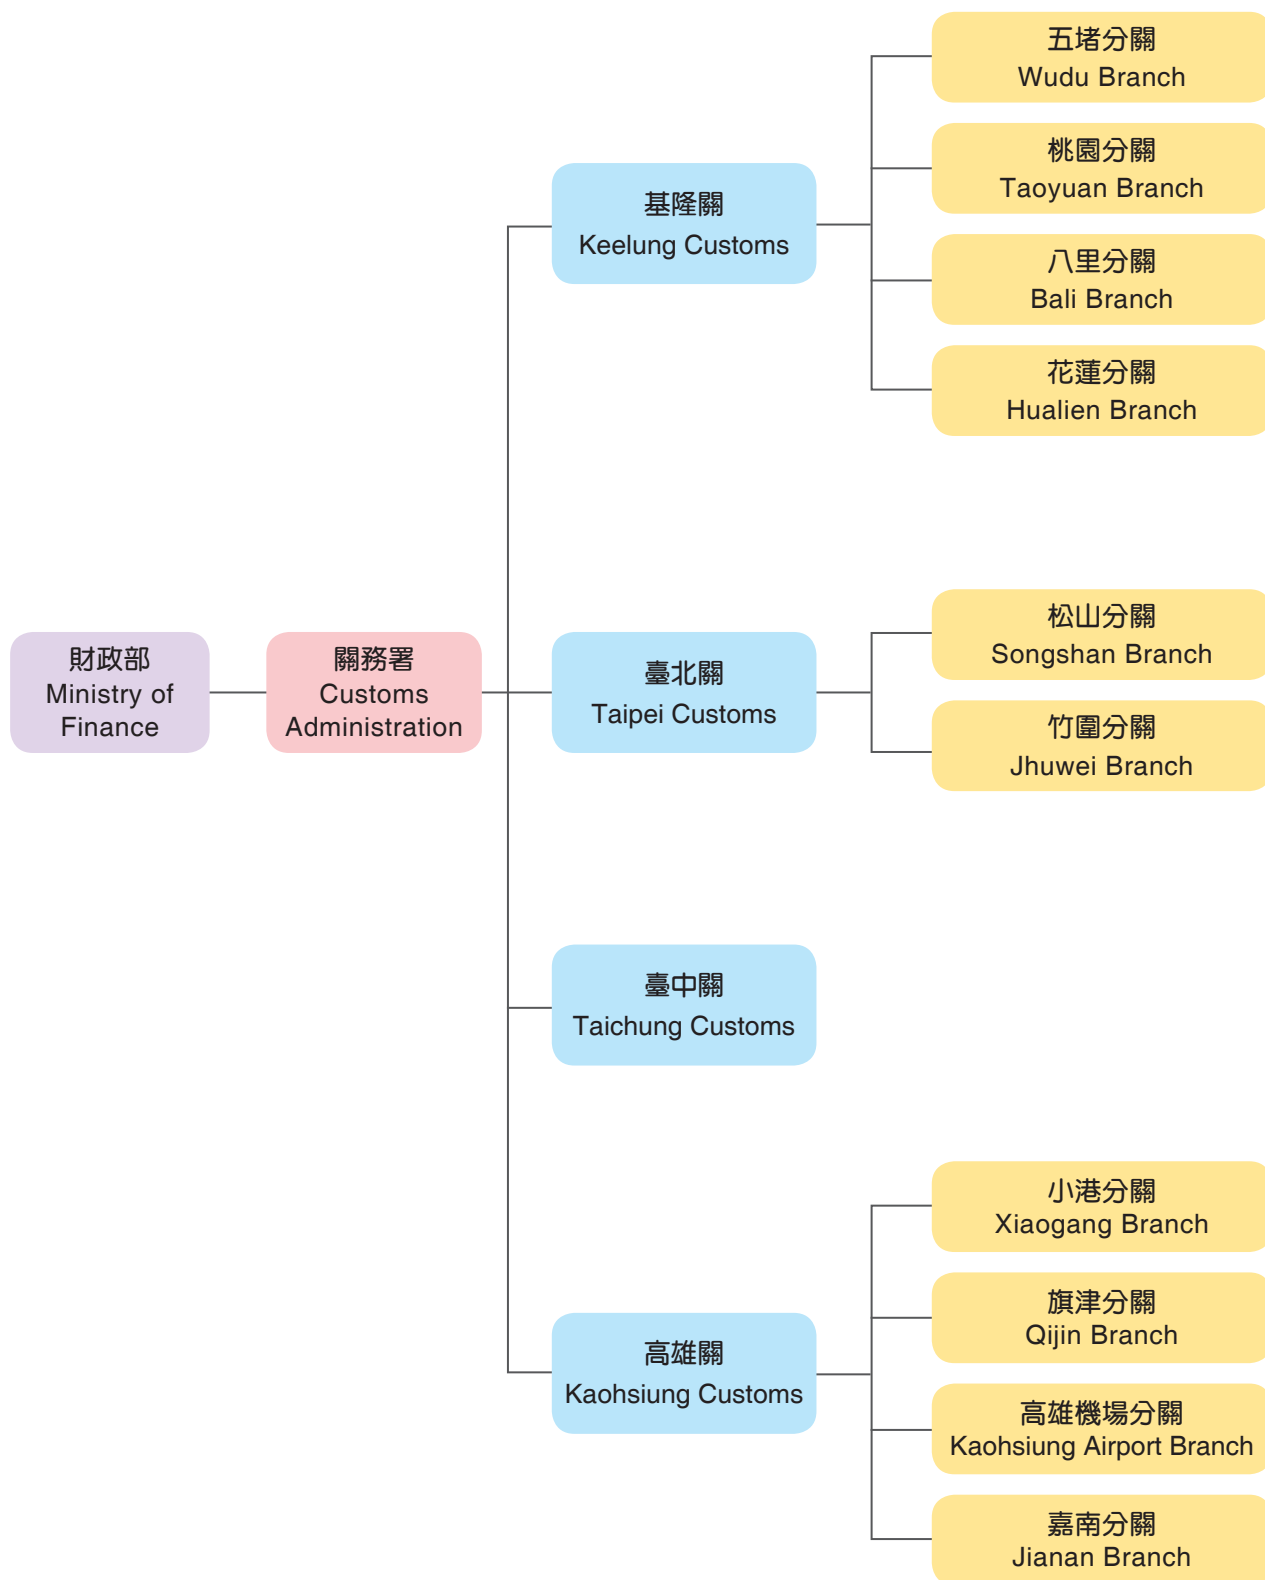 財政部
Ministry of
Finance
關務署
Customs
Administration
基隆關
Keelung Customs
五堵分關
Wudu Branch
桃園分關
Taoyuan Branch
八里分關
Bali Branch
花蓮分關
Hualien Branch
臺北關
Taipei Customs
松山分關
Songshan Branch
竹圍分關
Jhuwei Branch
臺中關
Taichung Customs
高雄關
Kaohsiung Customs
小港分關
Xiaogang Branch
旗津分關
Qijin Branch
高雄機場分關
Kaohsiung Airport Branch
嘉南分關
Jianan Branch